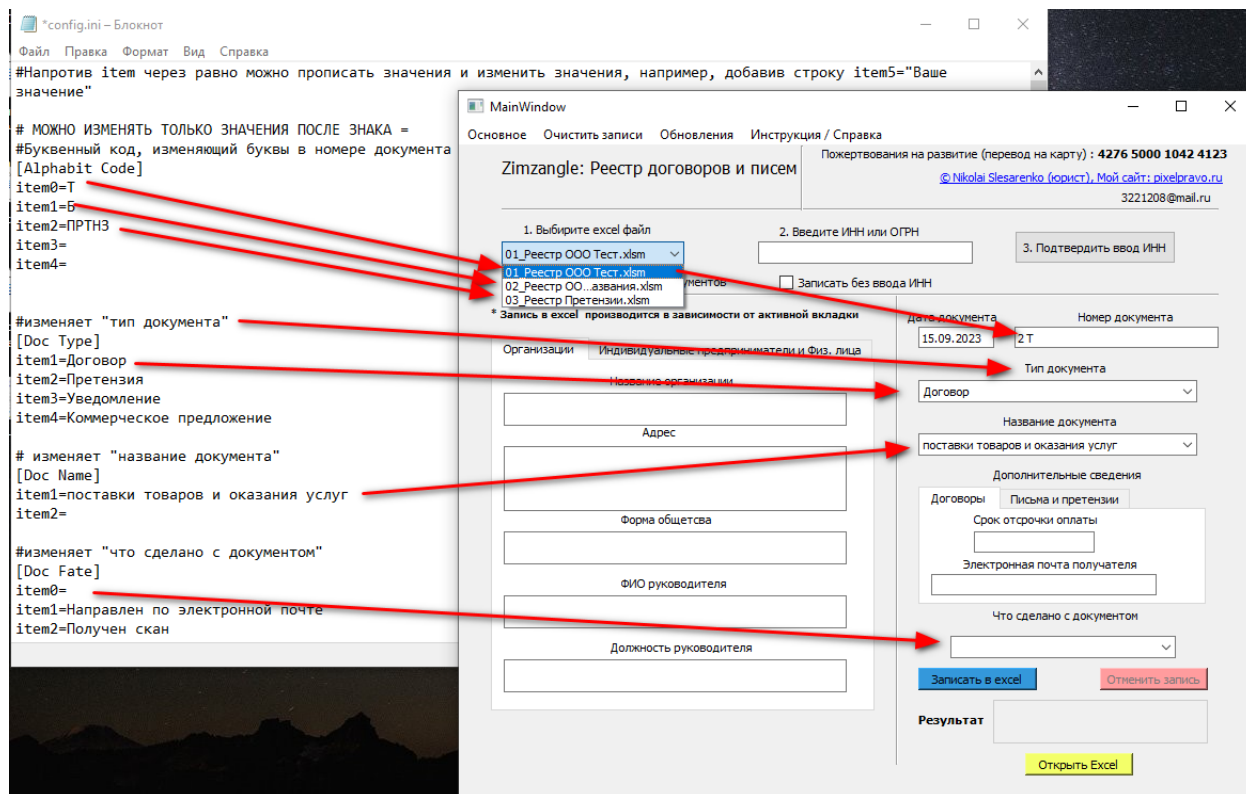 *config.ini – Блокнот
Файл Правка Формат Вид Справка
#Напротив item через равно можно прописать значения и изменить значения, например, добавив строку item5="Ваше
значение"
# МОЖНО ИЗМЕНЯТЬ ТОЛЬКО ЗНАЧЕНИЯ ПОСЛЕ ЗНАКА =
#Буквенный код, изменяющий буквы в номере документа
[Alphabit Code]
item0=Т
item1=Б
item2=ПРТНЗ
item3=
item4=
#изменяет "тип документа"
[Doc Type]
item1=Договор
item2=Претензия
item3=Уведомление
item4=Коммерческое предложение
# изменяет "название документа"
[Doc Name]
item1=поставки товаров и оказания услуг
item2=
#изменяет "что сделано с документом"
[Doc Fate]
item0=
item1=Направлен по электронной почте
item2=Получен скан
MainWindow
Основное Очистить записи Обновления Инструкция / Справка
Zimzangle: Реестр договоров и писем
Пожертвования на развитие (перевод на карту) : 4276 5000 1042 4123
© Nikolai Slesarenko (юрист), Мой сайт: pixelpravo.ru
3221208@mail.ru
1. Выбирите excel файл
2. Введите ИНН или ОГРН
3. Подтвердить ввод ИНН
01_Реестр ООО Тест.xlsm
01_Реестр ООО Тест.xlsm
02_Реестр ОО...азвания.xlsm
03_Реестр Претензии.xlsm
Записать без ввода ИНН
* Запись в excel производится в зависимости от активной вкладки
Организации Индивидуальные предприниматели и Физ. лица
Название организации
Адрес
Форма общетсва
ФИО руководителя
Должность руководителя
Дата документа Номер документа
15.09.2023 2 Т
Тип документа
Договор
Название документа
поставки товаров и оказания услуг
Дополнительные сведения
Договоры Письма и претензии
Срок отсрочки оплаты
Электронная почта получателя
Что сделано с документом
Записать в excel Отменить запись
Результат
Открыть Excel